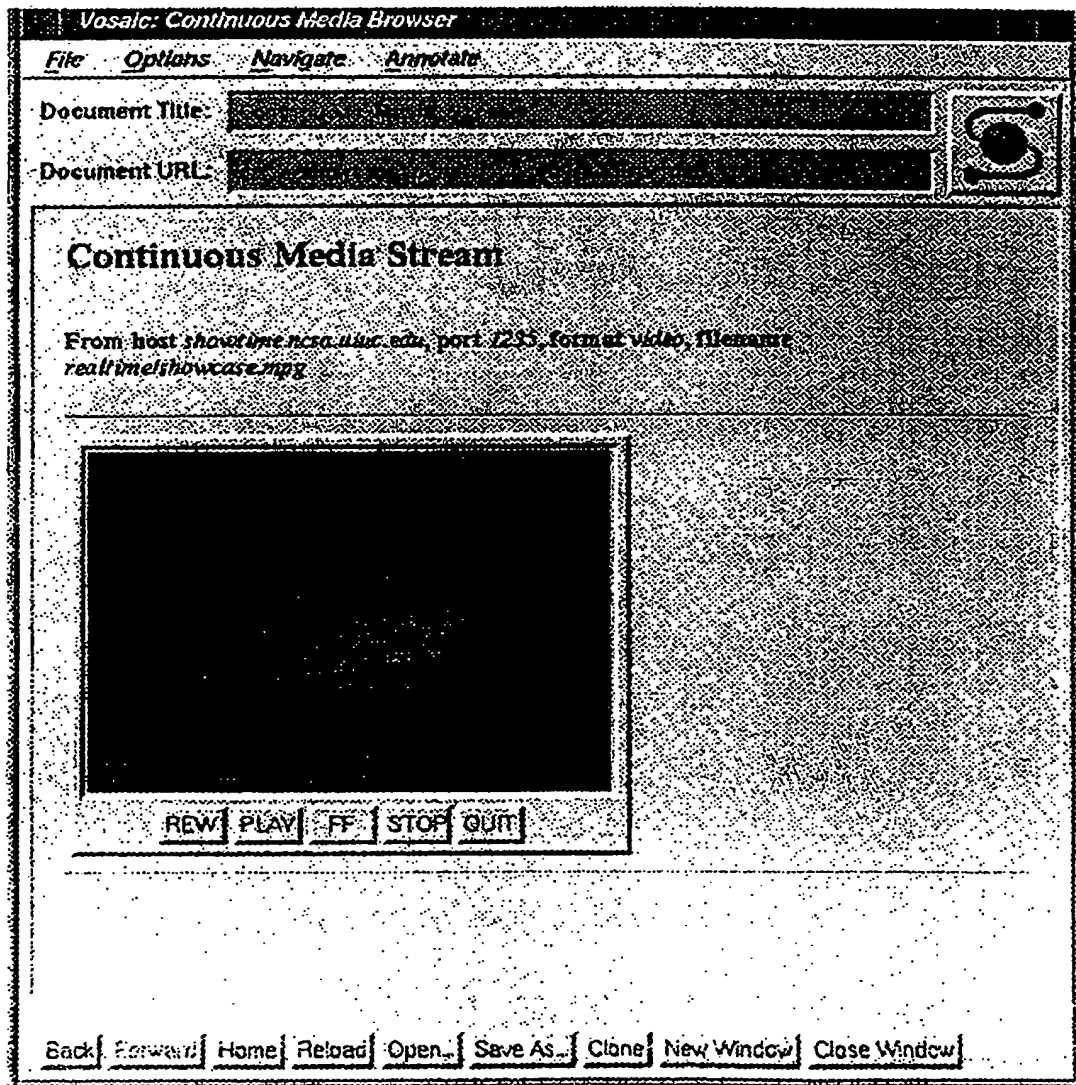 Vosaic: Continuous Media Browser
File Options Navigate Annotate
Document Title:
Document URL:
Continuous Media Stream
From host showtime.ncsa.uiuc.edu, port 1235, format video, filename
realtime/showcase.mpg
REW PLAY FF STOP QUIT
Back Forward Home Reload Open... Save As... Clone New Window Close Window